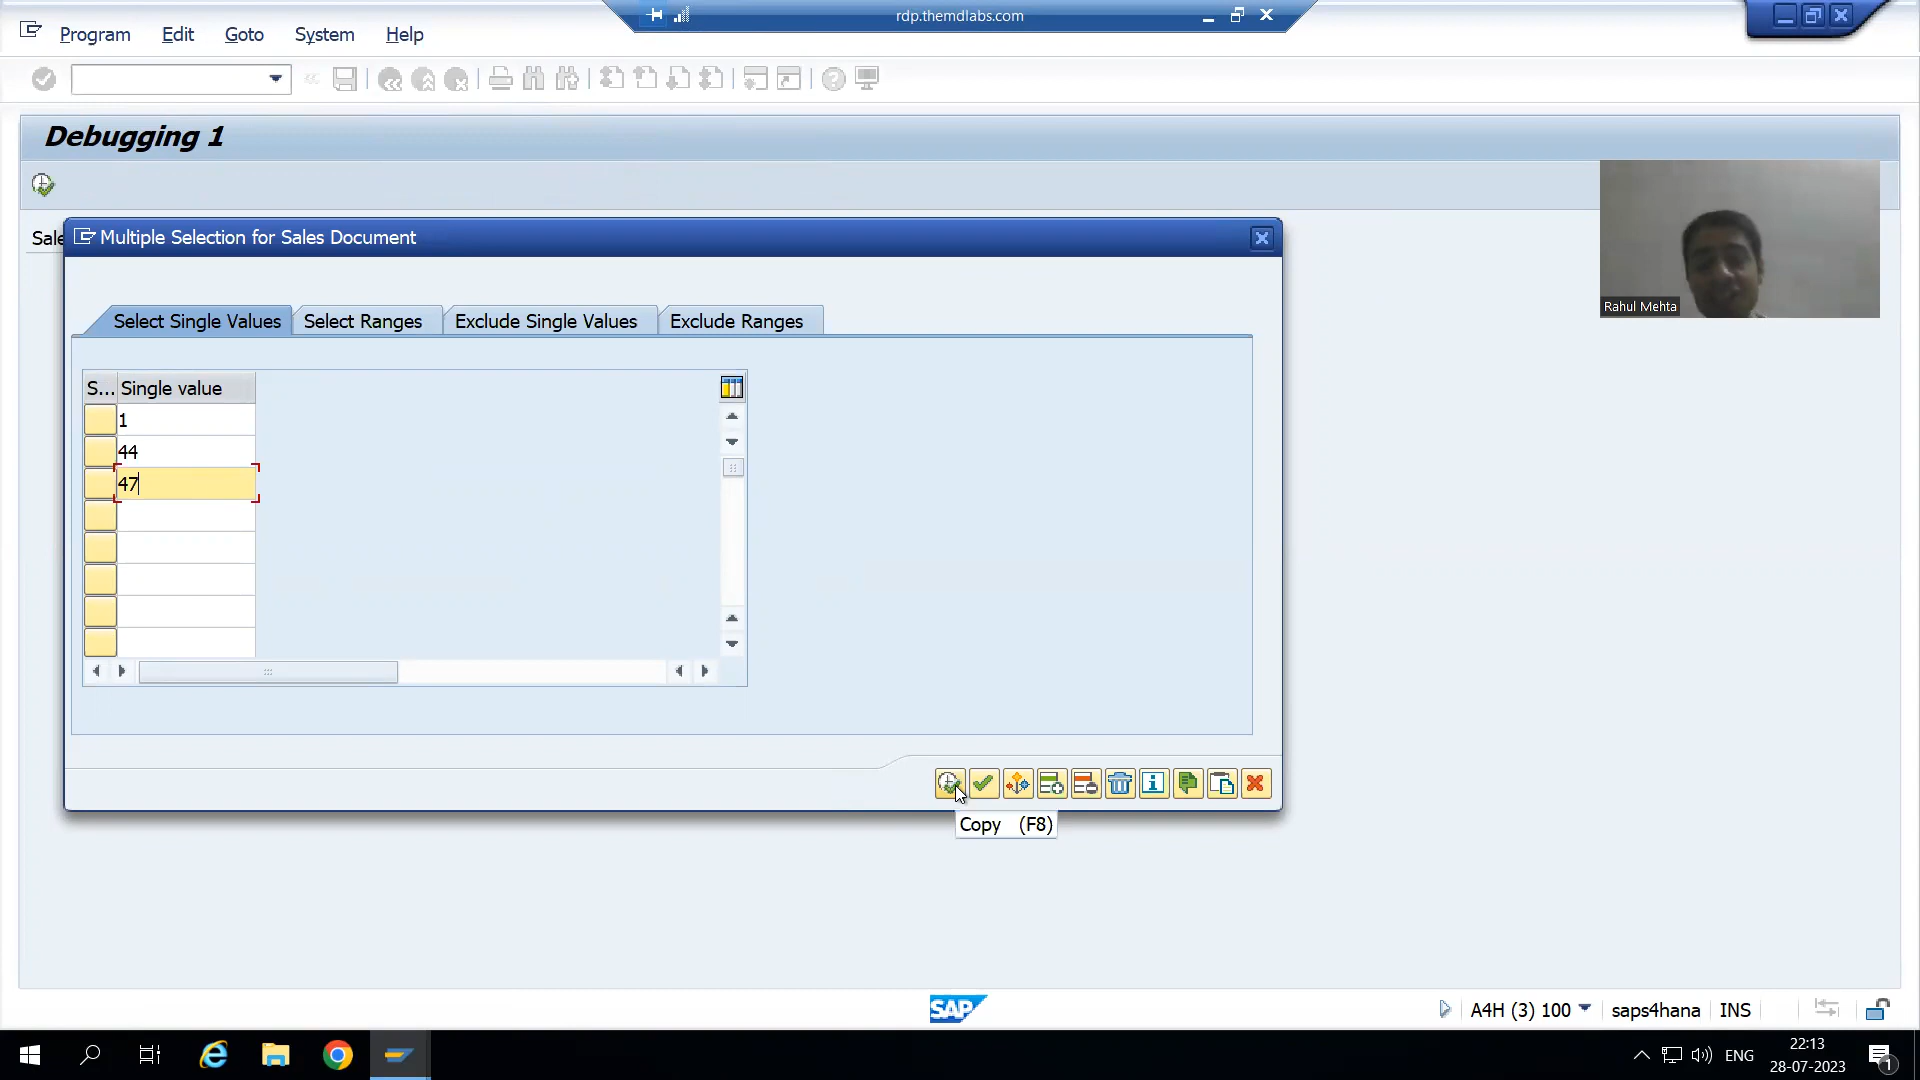 rdp.themdlabs.com
Program Edit Goto System Help
Debugging 1
Sale
Multiple Selection for Sales Document
Select Single Values Select Ranges Exclude Single Values Exclude Ranges
S... Single value
1
44
47
Copy (F8)
Rahul Mehta
SAP
A4H (3) 100 saps4hana INS
ENG
22:13
28-07-2023
1